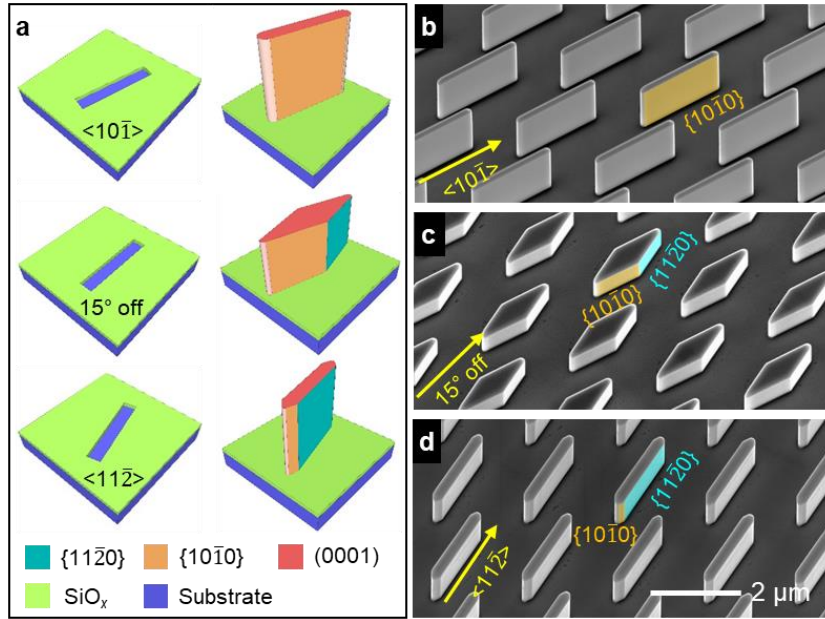 a
<101̄>
15° off
<112̄>
{112̄0}
{101̄0}
(0001)
SiOₓ
Substrate
b
{101̄0}
<101̄>
c
{112̄0}
{101̄0}
15° off
d
{112̄0}
{101̄0}
<112̄>
2 μm